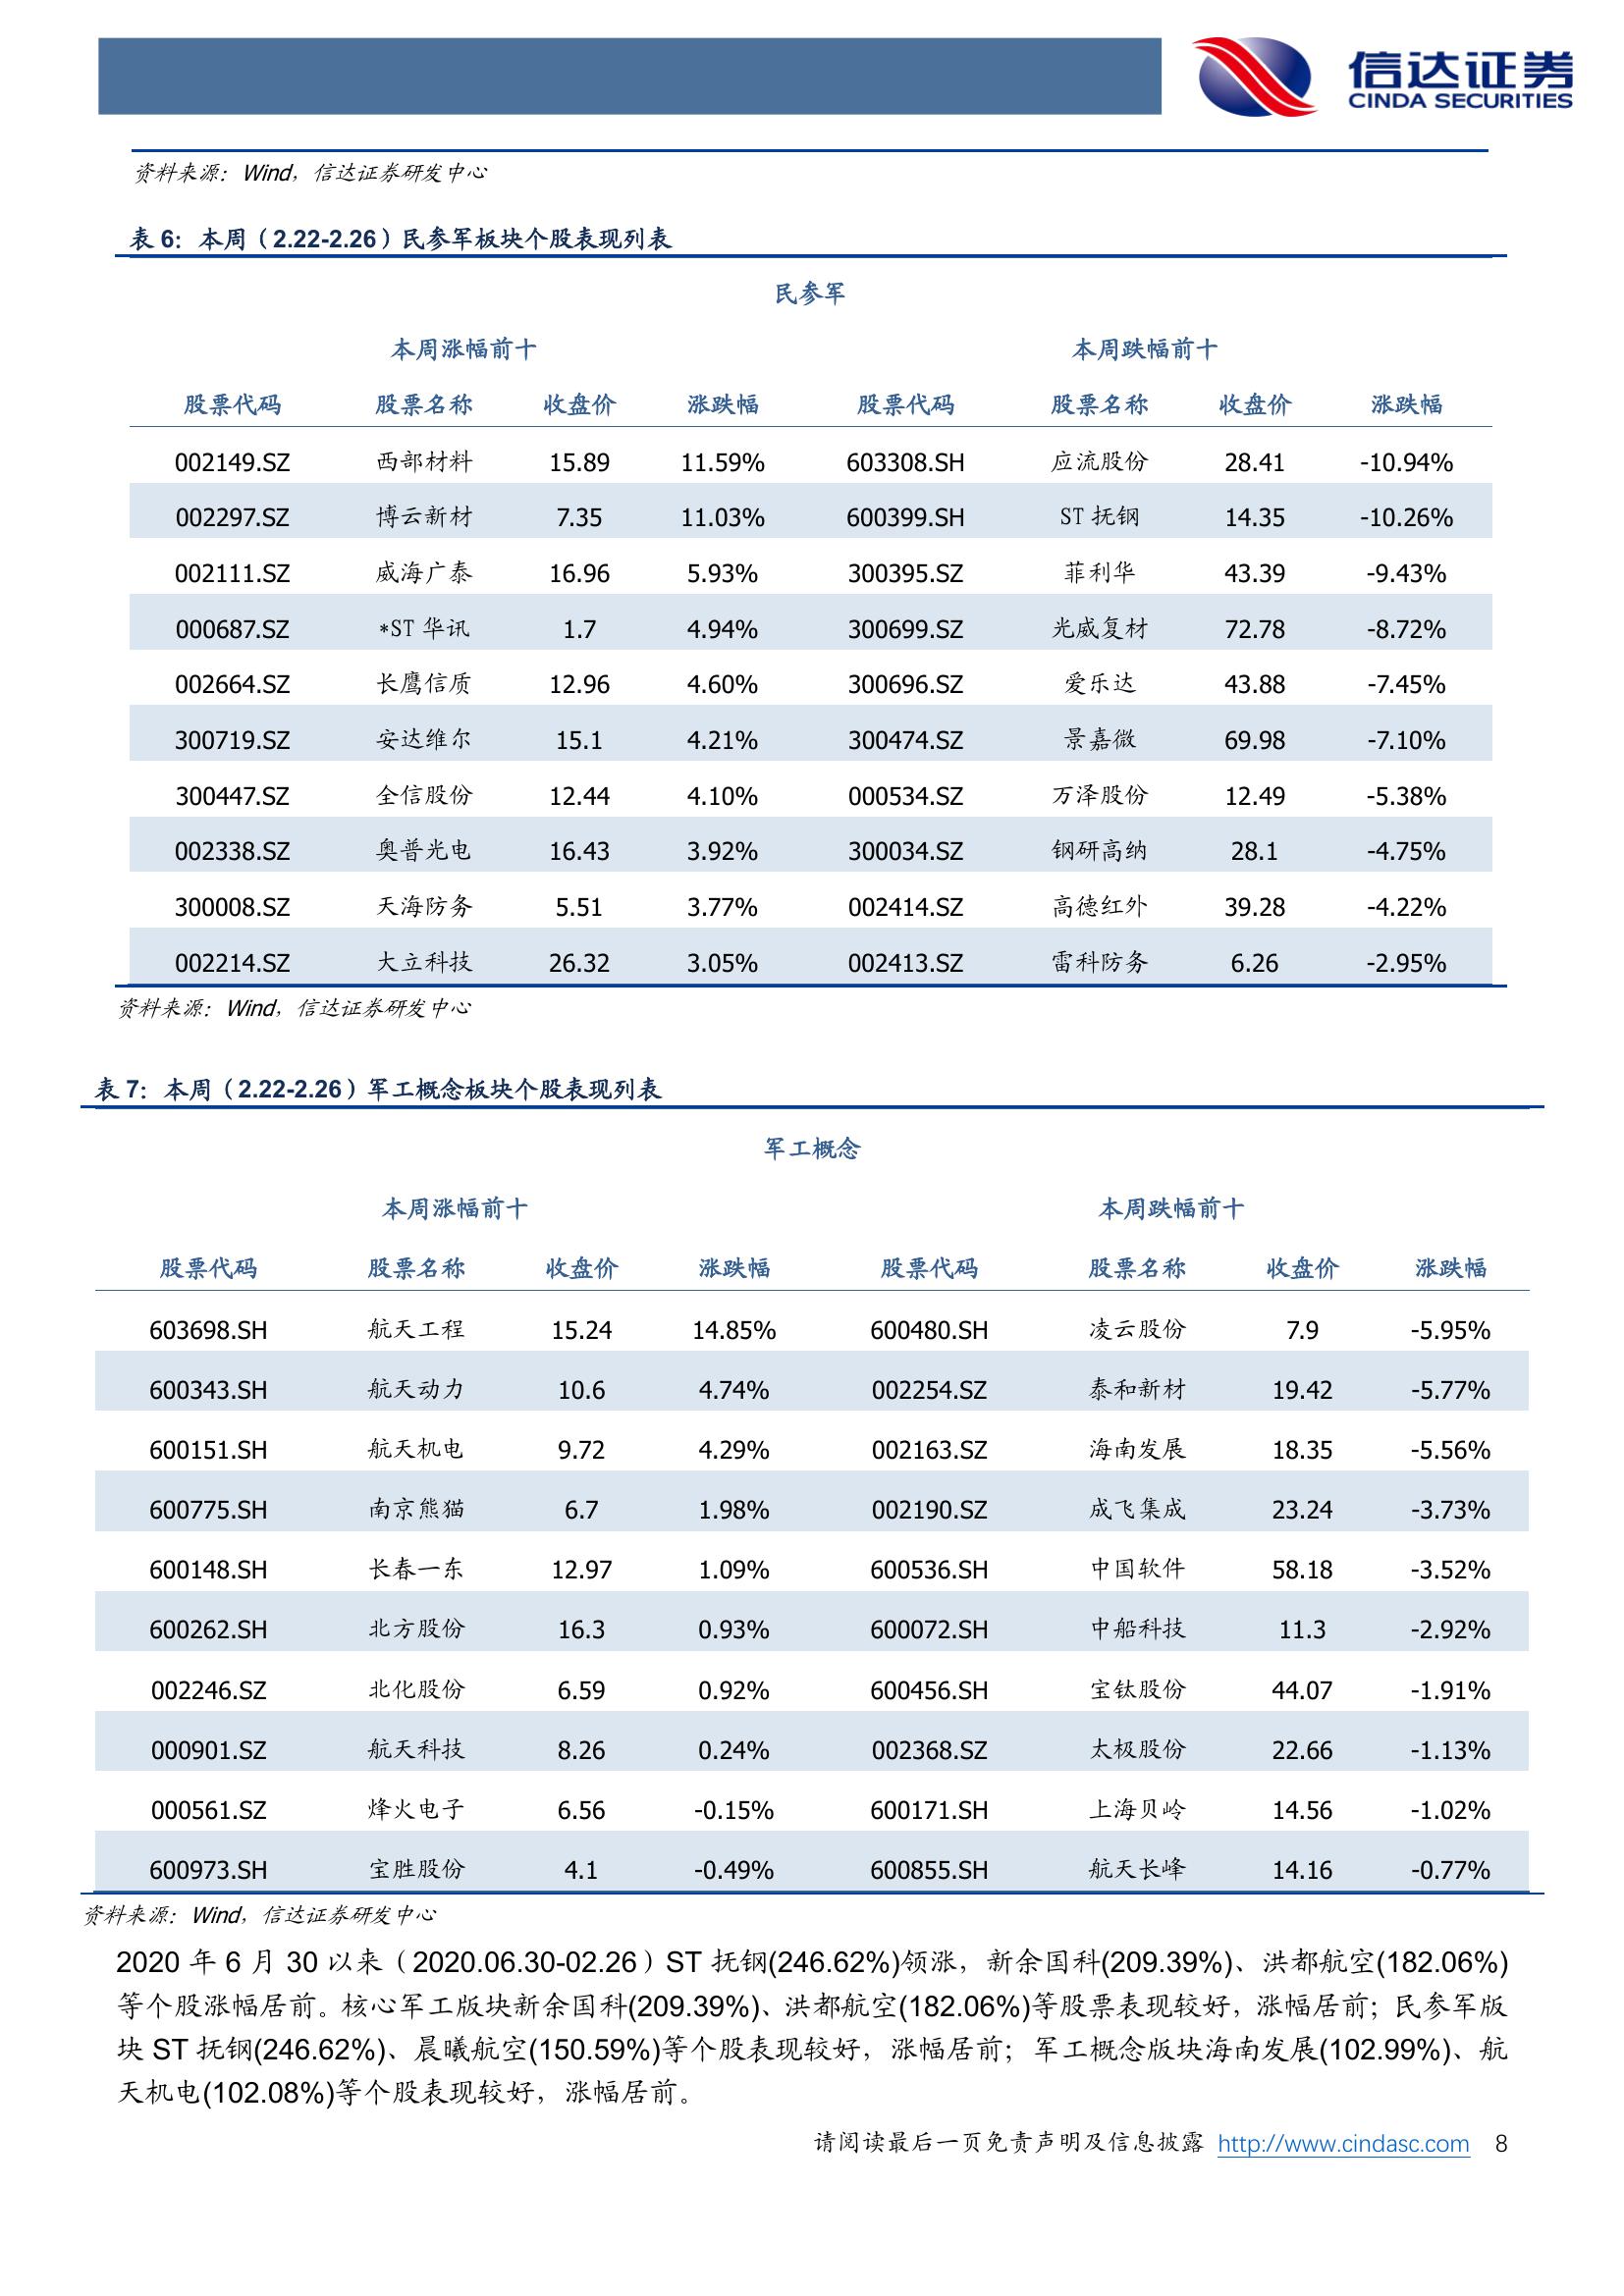 信达证券
CINDA SECURITIES
资料来源：Wind，信达证券研发中心
表 6：本周（2.22-2.26）民参军板块个股表现列表
民参军
本周涨幅前十 本周跌幅前十
股票代码 股票名称 收盘价 涨跌幅 股票代码 股票名称 收盘价 涨跌幅
002149.SZ 西部材料 15.89 11.59% 603308.SH 应流股份 28.41 -10.94%
002297.SZ 博云新材 7.35 11.03% 600399.SH ST 抚钢 14.35 -10.26%
002111.SZ 威海广泰 16.96 5.93% 300395.SZ 菲利华 43.39 -9.43%
000687.SZ *ST 华讯 1.7 4.94% 300699.SZ 光威复材 72.78 -8.72%
002664.SZ 长鹰信质 12.96 4.60% 300696.SZ 爱乐达 43.88 -7.45%
300719.SZ 安达维尔 15.1 4.21% 300474.SZ 景嘉微 69.98 -7.10%
300447.SZ 全信股份 12.44 4.10% 000534.SZ 万泽股份 12.49 -5.38%
002338.SZ 奥普光电 16.43 3.92% 300034.SZ 钢研高纳 28.1 -4.75%
300008.SZ 天海防务 5.51 3.77% 002414.SZ 高德红外 39.28 -4.22%
002214.SZ 大立科技 26.32 3.05% 002413.SZ 雷科防务 6.26 -2.95%
资料来源：Wind，信达证券研发中心
表 7：本周（2.22-2.26）军工概念板块个股表现列表
军工概念
本周涨幅前十 本周跌幅前十
股票代码 股票名称 收盘价 涨跌幅 股票代码 股票名称 收盘价 涨跌幅
603698.SH 航天工程 15.24 14.85% 600480.SH 凌云股份 7.9 -5.95%
600343.SH 航天动力 10.6 4.74% 002254.SZ 泰和新材 19.42 -5.77%
600151.SH 航天机电 9.72 4.29% 002163.SZ 海南发展 18.35 -5.56%
600775.SH 南京熊猫 6.7 1.98% 002190.SZ 成飞集成 23.24 -3.73%
600148.SH 长春一东 12.97 1.09% 600536.SH 中国软件 58.18 -3.52%
600262.SH 北方股份 16.3 0.93% 600072.SH 中船科技 11.3 -2.92%
002246.SZ 北化股份 6.59 0.92% 600456.SH 宝钛股份 44.07 -1.91%
000901.SZ 航天科技 8.26 0.24% 002368.SZ 太极股份 22.66 -1.13%
000561.SZ 烽火电子 6.56 -0.15% 600171.SH 上海贝岭 14.56 -1.02%
600973.SH 宝胜股份 4.1 -0.49% 600855.SH 航天长峰 14.16 -0.77%
资料来源：Wind，信达证券研发中心
2020 年 6 月 30 以来（2020.06.30-02.26）ST 抚钢(246.62%)领涨，新余国科(209.39%)、洪都航空(182.06%)
等个股涨幅居前。核心军工版块新余国科(209.39%)、洪都航空(182.06%)等股票表现较好，涨幅居前；民参军版
块 ST 抚钢(246.62%)、晨曦航空(150.59%)等个股表现较好，涨幅居前；军工概念版块海南发展(102.99%)、航
天机电(102.08%)等个股表现较好，涨幅居前。
请阅读最后一页免责声明及信息披露 http://www.cindasc.com 8